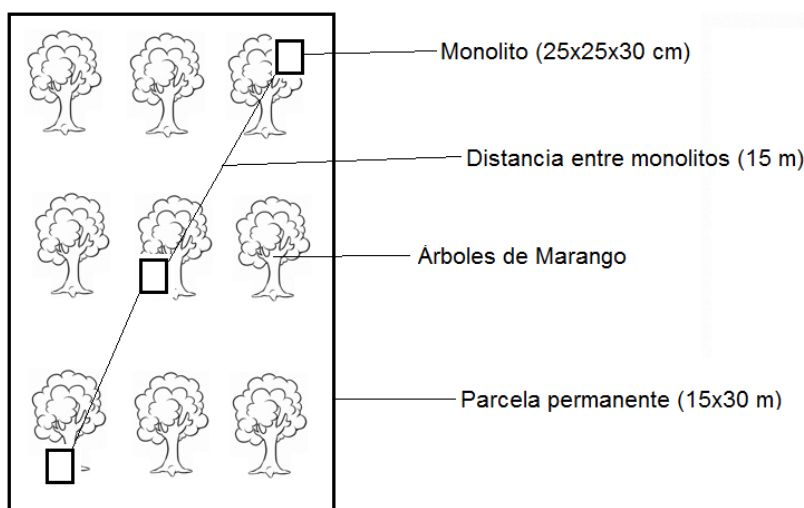 Monolito (25x25x30 cm)
Distancia entre monolitos (15 m)
Árboles de Marango
Parcela permanente (15x30 m)